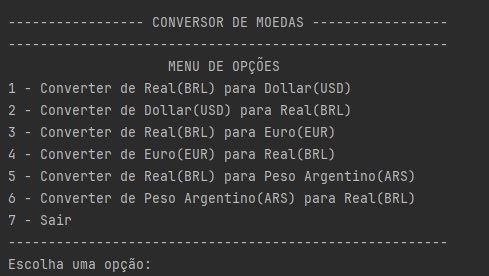 ----------------- CONVERSOR DE MOEDAS -----------------
-------------------------------------------------------
MENU DE OPÇÕES
1 - Converter de Real(BRL) para Dollar(USD)
2 - Converter de Dollar(USD) para Real(BRL)
3 - Converter de Real(BRL) para Euro(EUR)
4 - Converter de Euro(EUR) para Real(BRL)
5 - Converter de Real(BRL) para Peso Argentino(ARS)
6 - Converter de Peso Argentino(ARS) para Real(BRL)
7 - Sair
-------------------------------------------------------
Escolha uma opção: